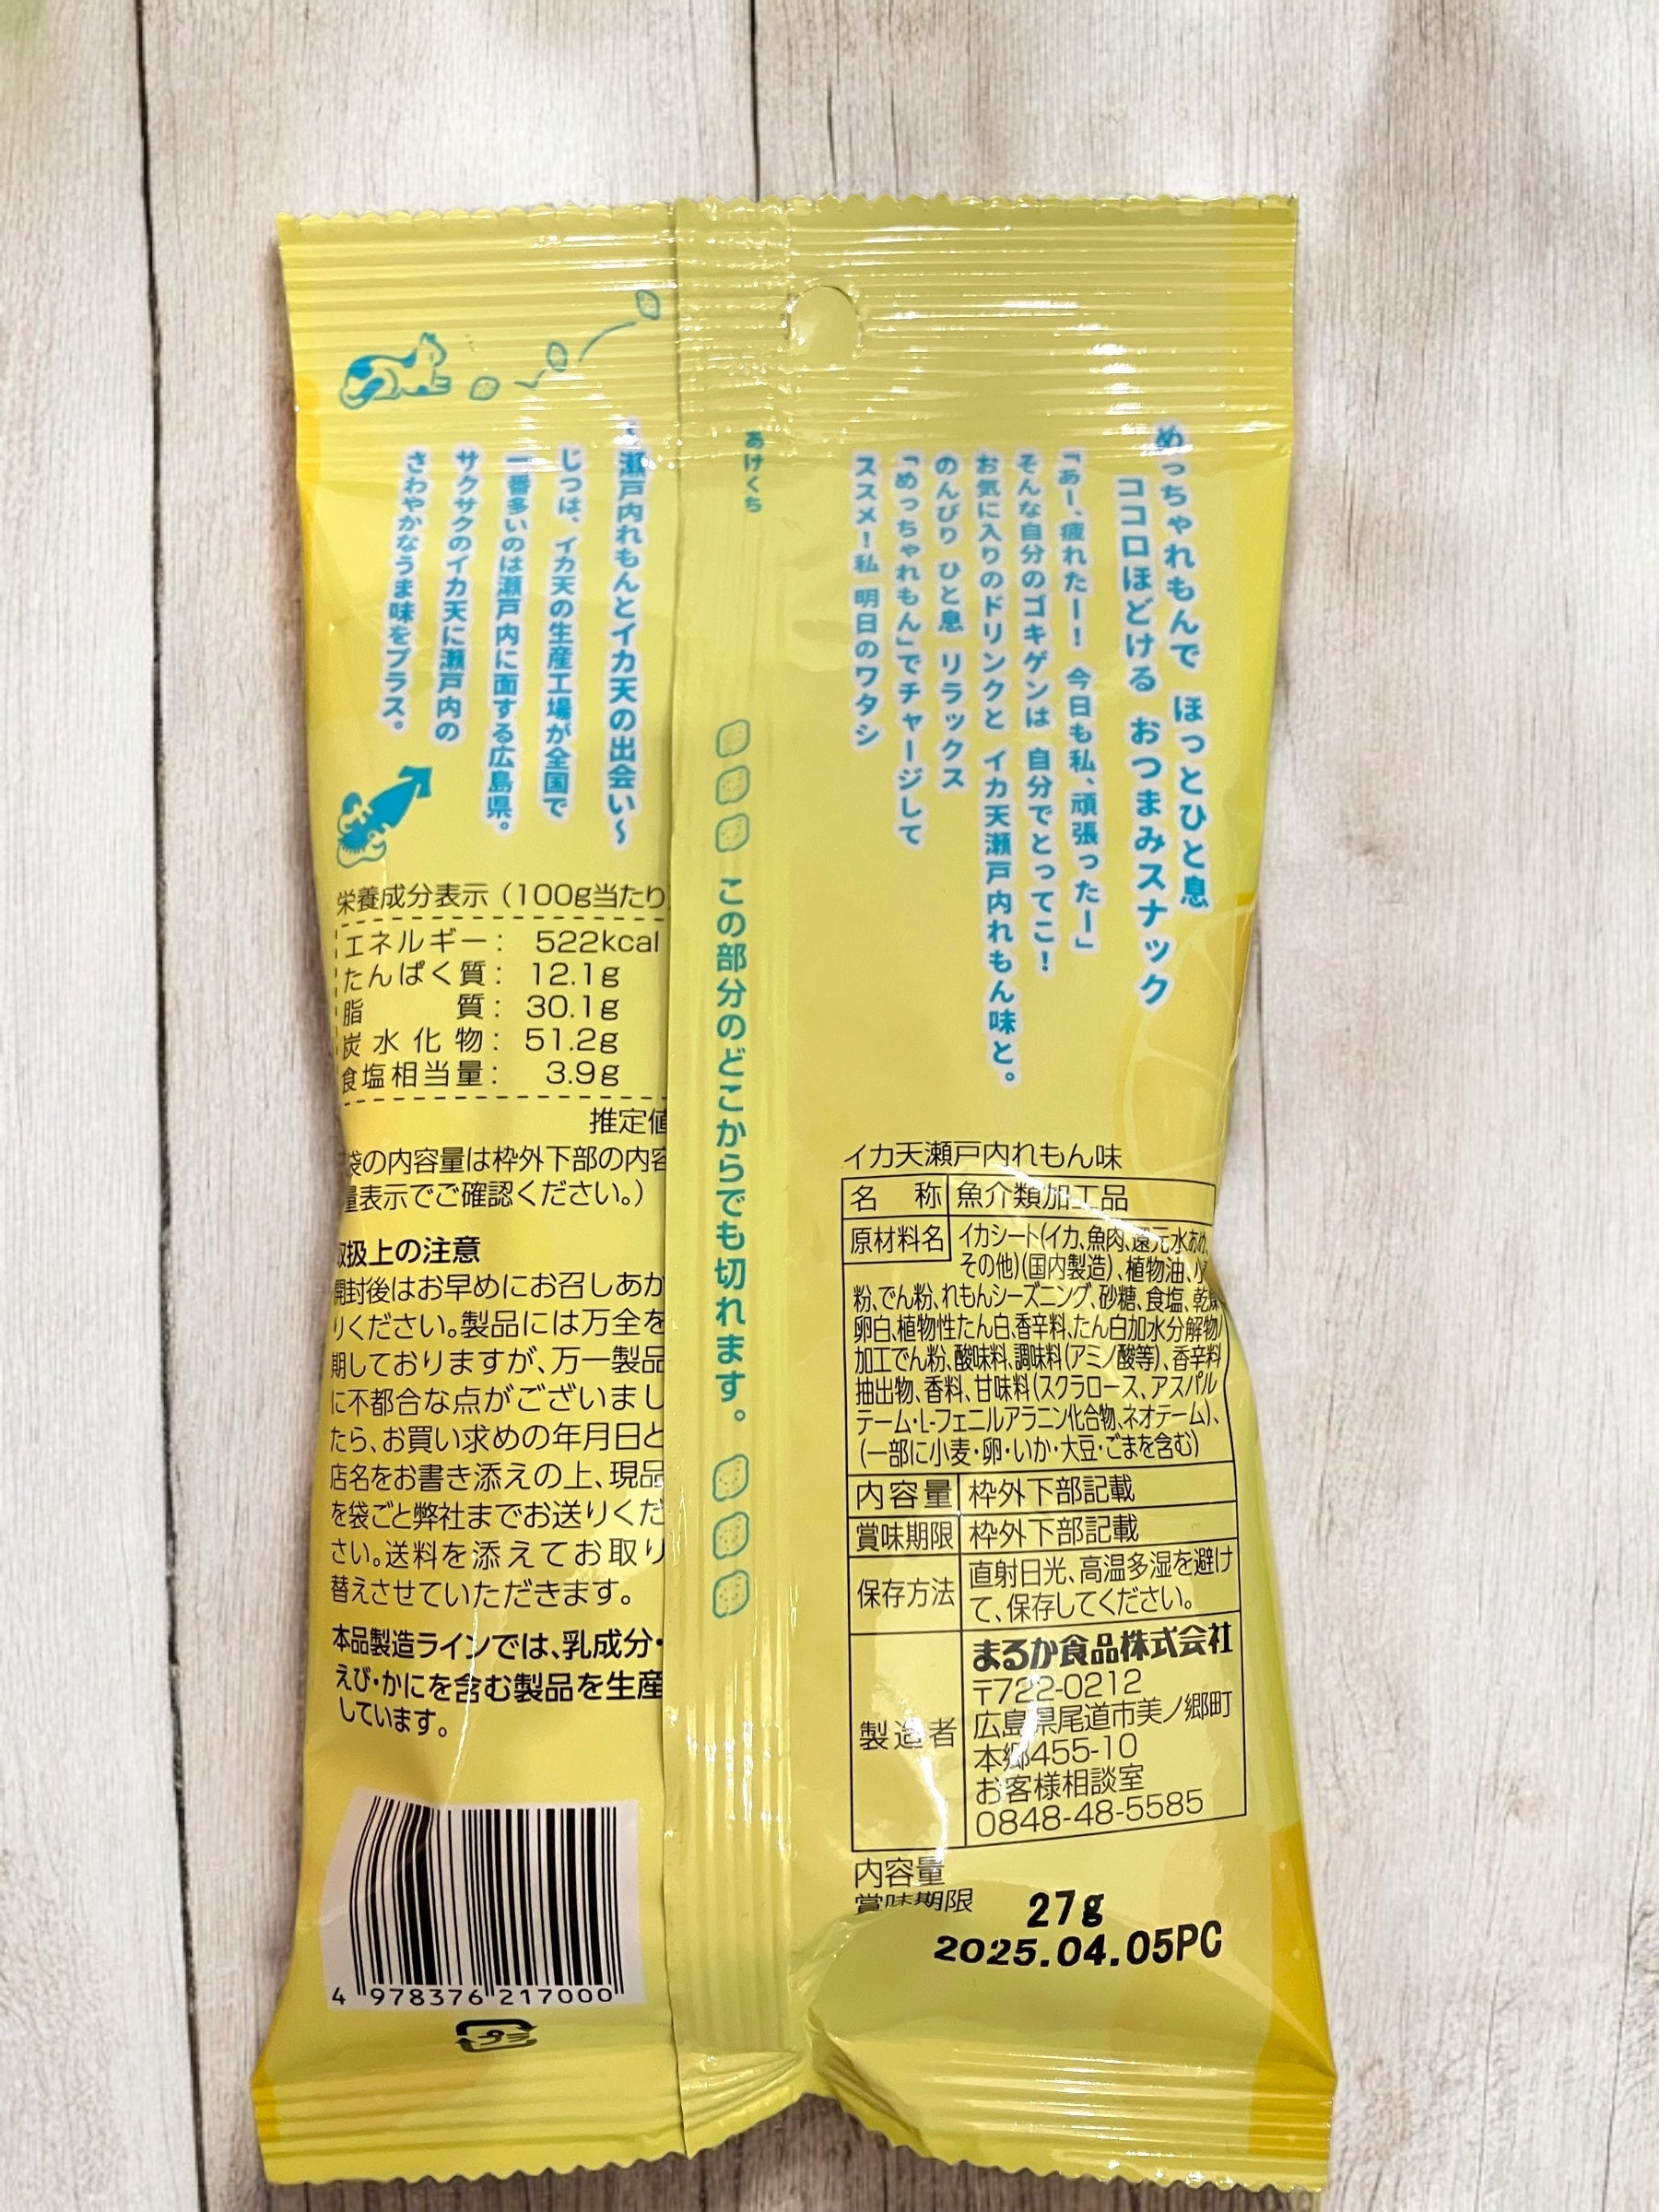 めっちゃれもんで ほっとひと息
ココロほどける おつまみスナック
「あー、疲れたー！ 今日も私、頑張ったー」
そんな自分のゴキゲンは 自分でとってこ！
お気に入りのドリンクと イカ天瀬戸内れもん味と。
のんびり ひと息 リラックス
「めっちゃれもん」でチャージして
ススメ！私 明日のワタシ
あけくち
この部分のどこからでも切れます。
瀬戸内れもんとイカ天の出会い〜
じつは、イカ天の生産工場が全国で
一番多いのは瀬戸内に面する広島県。
サクサクのイカ天に瀬戸内の
さわやかなうま味をプラス。
栄養成分表示（100g当たり
エネルギー： 522kcal
たんぱく質： 12.1g
脂質： 30.1g
炭水化物： 51.2g
食塩相当量： 3.9g
推定値
袋の内容量は枠外下部の内容
量表示でご確認ください。）
取扱上の注意
開封後はお早めにお召しあが
りください。製品には万全を
期しておりますが、万一製品
に不都合な点がございまし
たら、お買い求めの年月日と
店名をお書き添えの上、現品
を袋ごと弊社までお送りくだ
さい。送料を添えてお取り
替えさせていただきます。
本品製造ラインでは、乳成分・
えび・かにを含む製品を生産
しています。
4 978376 217000
プラ
イカ天瀬戸内れもん味
名称 魚介類加工品
原材料名 イカシート(イカ、魚肉、還元水あめ、
その他)(国内製造)、植物油、小
粉、でん粉、れもんシーズニング、砂糖、食塩、乾燥
卵白、植物性たん白、香辛料、たん白加水分解物/
加工でん粉、酸味料、調味料(アミノ酸等)、香辛料
抽出物、香料、甘味料(スクラロース、アスパル
テーム・L-フェニルアラニン化合物、ネオテーム)、
(一部に小麦・卵・いか・大豆・ごまを含む)
内容量 枠外下部記載
賞味期限 枠外下部記載
保存方法 直射日光、高温多湿を避け
て、保存してください。
製造者 まるか食品株式会社
〒722-0212
広島県尾道市美ノ郷町
本郷455-10
お客様相談室
0848-48-5585
内容量 27g
賞味期限 2025.04.05PC